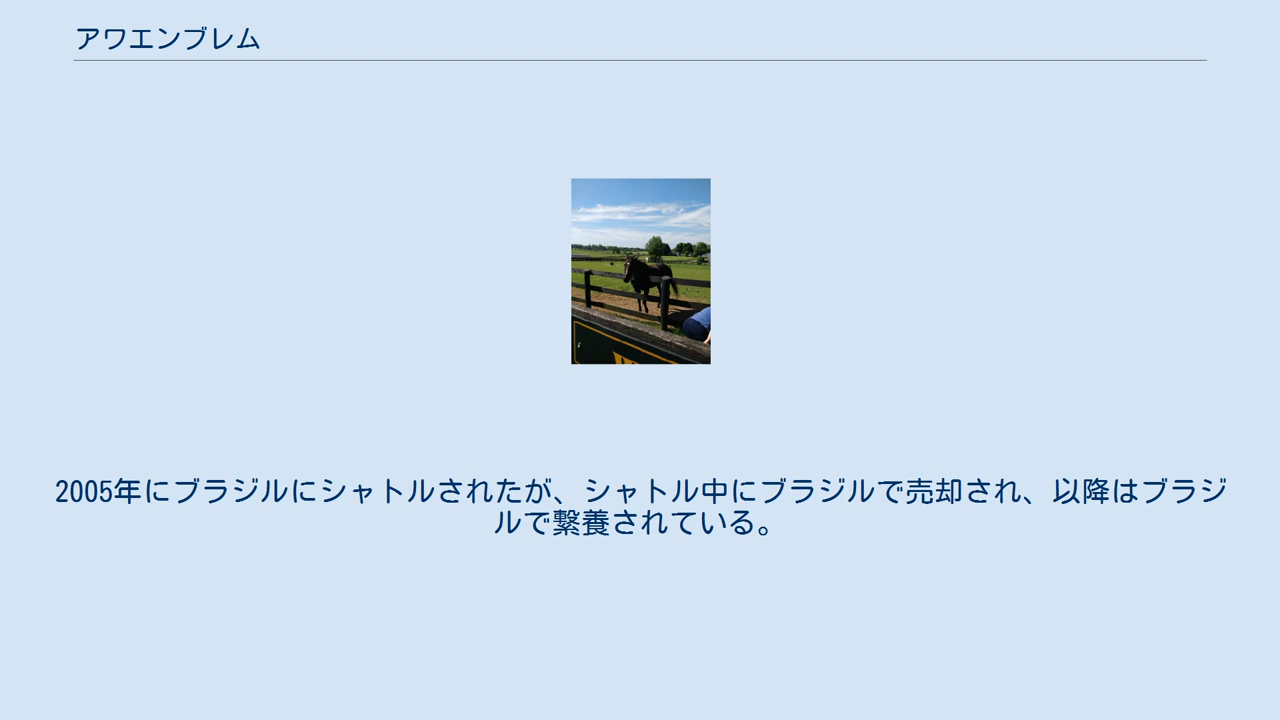 アワエンブレム
2005年にブラジルにシャトルされたが、シャトル中にブラジルで売却され、以降はブラジ
ルで繋養されている。